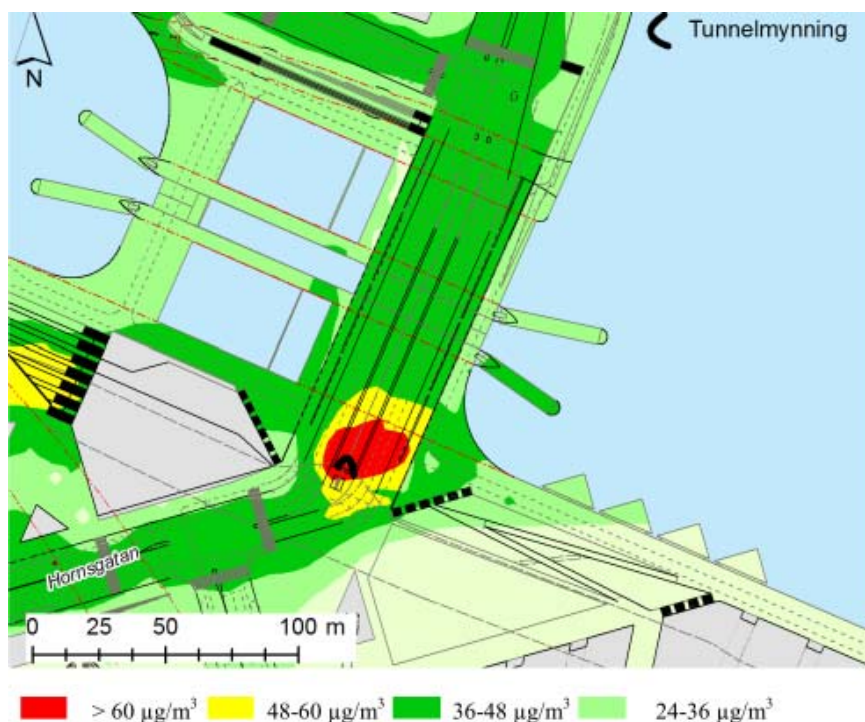 Tunnelmynning
N
Hornsgatan
0 25 50 100 m
> 60 µg/m³ 48-60 µg/m³ 36-48 µg/m³ 24-36 µg/m³